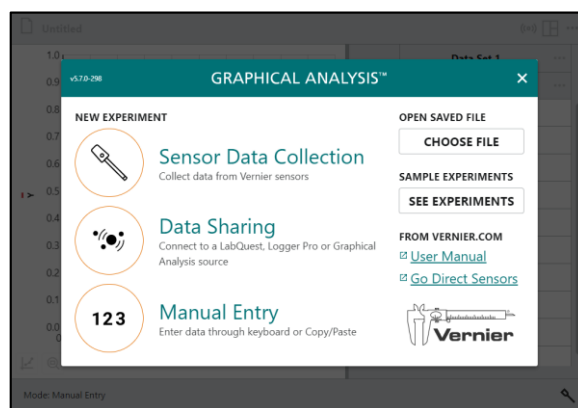 Untitled
Data Set 1
1.0
0.9
0.8
0.7
0.6
0.5
0.4
0.3
0.2
0.1
0.0
0
Y
v5.7.0-298
GRAPHICAL ANALYSIS™
NEW EXPERIMENT
Sensor Data Collection
Collect data from Vernier sensors
Data Sharing
Connect to a LabQuest, Logger Pro or Graphical
Analysis source
123
Manual Entry
Enter data through keyboard or Copy/Paste
OPEN SAVED FILE
CHOOSE FILE
SAMPLE EXPERIMENTS
SEE EXPERIMENTS
FROM VERNIER.COM
User Manual
Go Direct Sensors
Vernier
Mode: Manual Entry